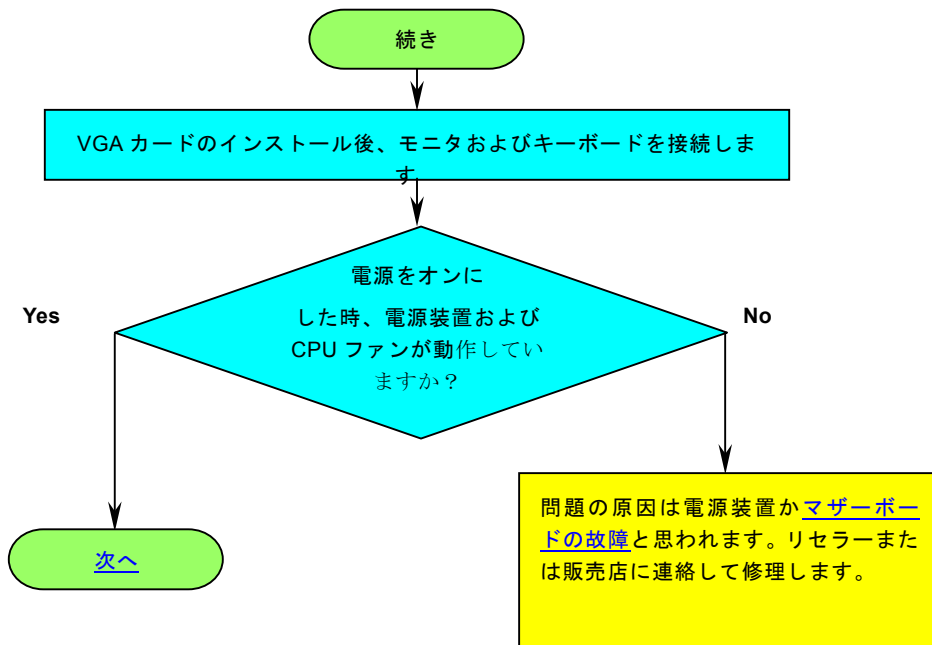 続き
VGA カードのインストール後、モニタおよびキーボードを接続しま
す
電源をオンに
した時、電源装置および
CPU ファンが動作してい
ますか？
Yes
No
次へ
問題の原因は電源装置かマザーボー
ドの故障と思われます。リセラーまた
は販売店に連絡して修理します。